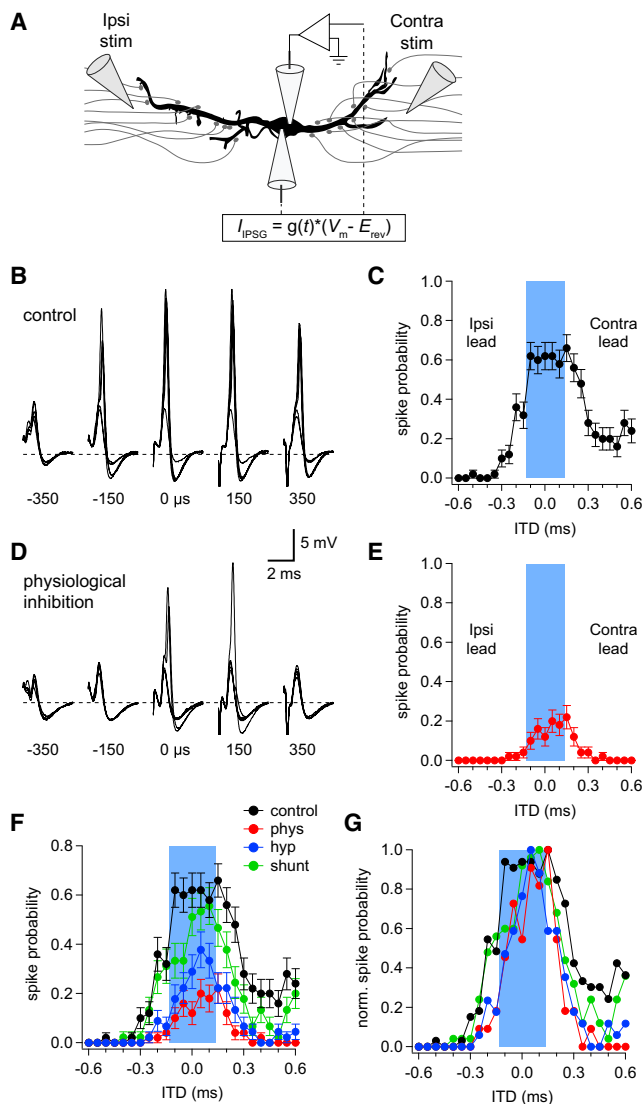 A
Ipsi
stim
Contra
stim
I_IPSG = g(t)*(V_m - E_rev)
B
control
-350 -150 0 µs 150 350
C
1.0
0.8
0.6
0.4
0.2
0.0
spike probability
Ipsi
lead
Contra
lead
-0.6 -0.3 0.0 0.3 0.6
ITD (ms)
D
physiological
inhibition
5 mV
2 ms
-350 -150 0 µs 150 350
E
1.0
0.8
0.6
0.4
0.2
0.0
spike probability
Ipsi
lead
Contra
lead
-0.6 -0.3 0.0 0.3 0.6
ITD (ms)
F
control
phys
hyp
shunt
0.8
0.6
0.4
0.2
0.0
spike probability
-0.6 -0.3 0.0 0.3 0.6
ITD (ms)
G
1.0
0.8
0.6
0.4
0.2
0.0
norm. spike probability
-0.6 -0.3 0.0 0.3 0.6
ITD (ms)